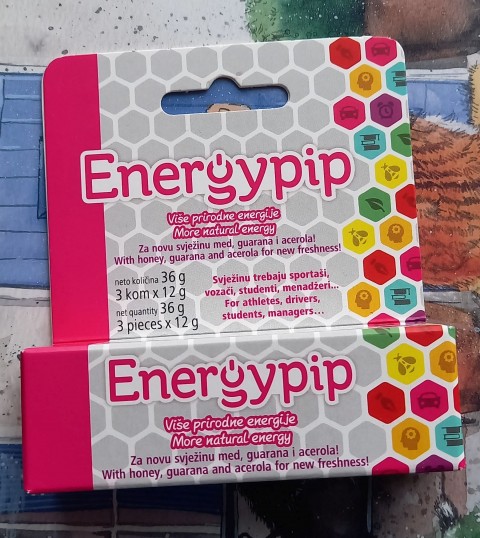 Energypip
Više prirodne energije
More natural energy
Za novu svježinu med, guarana i acerola!
With honey, guarana and acerola for new freshness!
neto količina 36 g
3 kom x 12 g
net quantity 36 g
3 pieces x 12 g
Svježinu trebaju sportaši,
vozači, studenti, menadžeri...
For athletes, drivers,
students, managers...
Energypip
Više prirodne energije
More natural energy
Za novu svježinu med, guarana i acerola!
With honey, guarana and acerola for new freshness!